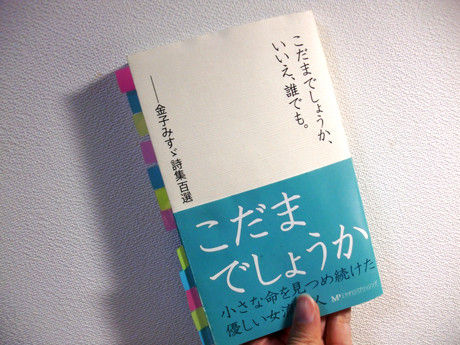 こだまでしょうか、
いいえ、誰でも。
──金子みすゞ詩集百選
こだま
でしょうか
小さな命を見つめ続けた
優しい女流 人